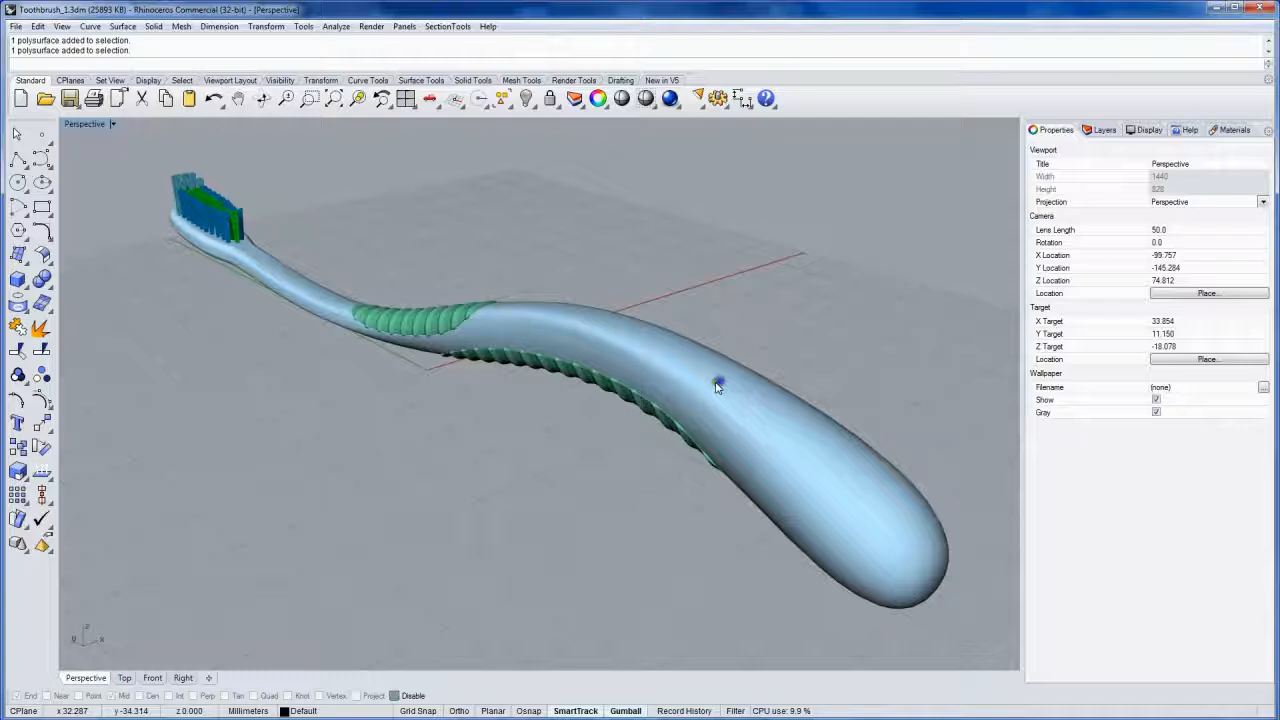 Toothbrush_1.3dm (25893 KB) - Rhinoceros Commercial (32-bit) - [Perspective]
File Edit View Curve Surface Solid Mesh Dimension Transform Tools Analyze Render Panels SectionTools Help
1 polysurface added to selection.
1 polysurface added to selection.
Standard CPlanes Set View Display Select Viewport Layout Visibility Transform Curve Tools Surface Tools Solid Tools Mesh Tools Render Tools Drafting New in V5
Perspective
Properties Layers Display Help Materials
Viewport
Title Perspective
Width 1440
Height 828
Projection Perspective
Camera
Lens Length 50.0
Rotation 0.0
X Location -99.757
Y Location -145.284
Z Location 74.812
Location Place...
Target
X Target 33.854
Y Target 11.150
Z Target -18.078
Location Place...
Wallpaper
Filename (none) ...
Show
Gray
z
y x
Perspective Top Front Right
End Near Point Mid Cen Int Perp Tan Quad Knot Vertex Project Disable
CPlane x 32.287 y -34.314 z 0.000 Millimeters Default Grid Snap Ortho Planar Osnap SmartTrack Gumball Record History Filter CPU use: 9.9 %